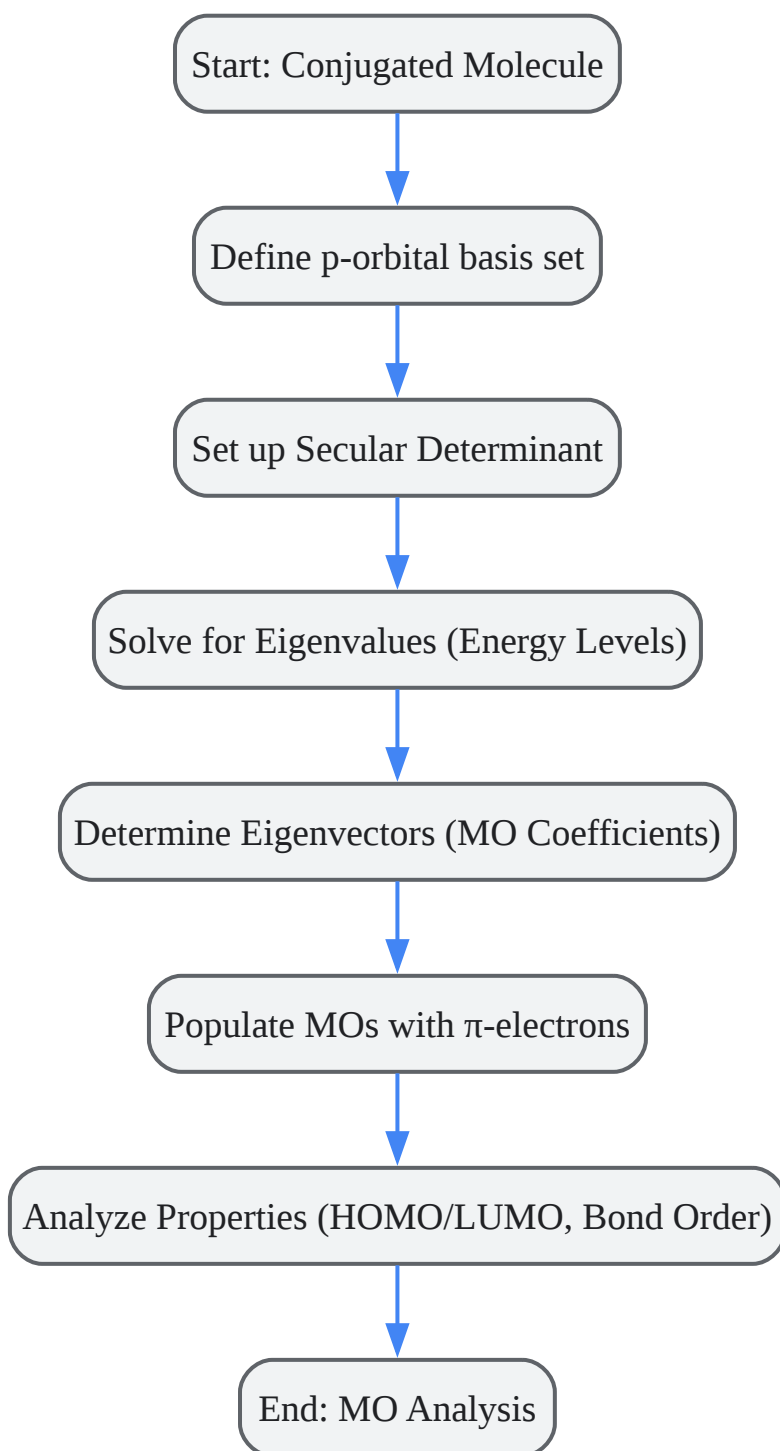 Start: Conjugated Molecule
Define p-orbital basis set
Set up Secular Determinant
Solve for Eigenvalues (Energy Levels)
Determine Eigenvectors (MO Coefficients)
Populate MOs with π-electrons
Analyze Properties (HOMO/LUMO, Bond Order)
End: MO Analysis